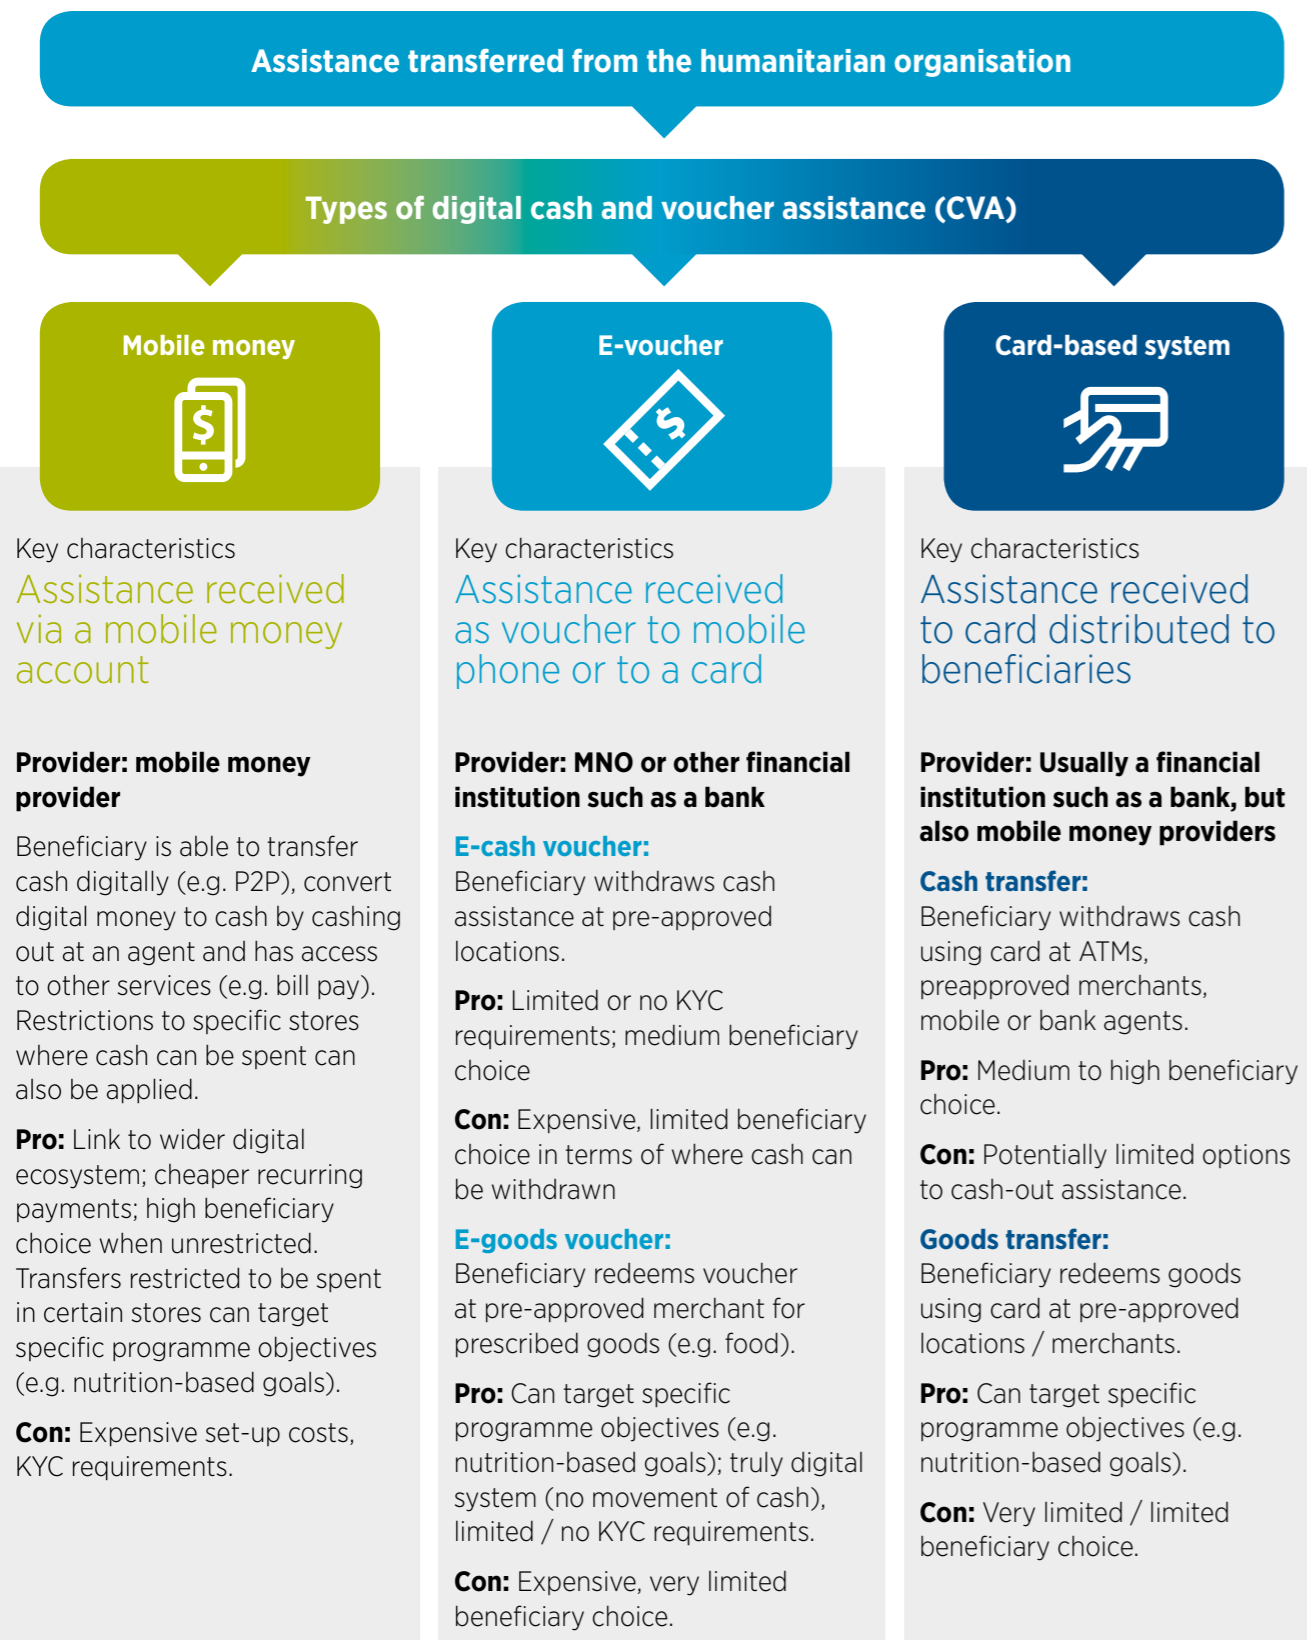 Assistance transferred from the humanitarian organisation
Types of digital cash and voucher assistance (CVA)
Mobile money
$
Key characteristics
Assistance received
via a mobile money
account
Provider: mobile money
provider
Beneficiary is able to transfer
cash digitally (e.g. P2P), convert
digital money to cash by cashing
out at an agent and has access
to other services (e.g. bill pay).
Restrictions to specific stores
where cash can be spent can
also be applied.
Pro: Link to wider digital
ecosystem; cheaper recurring
payments; high beneficiary
choice when unrestricted.
Transfers restricted to be spent
in certain stores can target
specific programme objectives
(e.g. nutrition-based goals).
Con: Expensive set-up costs,
KYC requirements.
E-voucher
$
Key characteristics
Assistance received
as voucher to mobile
phone or to a card
Provider: MNO or other financial
institution such as a bank
E-cash voucher:
Beneficiary withdraws cash
assistance at pre-approved
locations.
Pro: Limited or no KYC
requirements; medium beneficiary
choice
Con: Expensive, limited beneficiary
choice in terms of where cash can
be withdrawn
E-goods voucher:
Beneficiary redeems voucher
at pre-approved merchant for
prescribed goods (e.g. food).
Pro: Can target specific
programme objectives (e.g.
nutrition-based goals); truly digital
system (no movement of cash),
limited / no KYC requirements.
Con: Expensive, very limited
beneficiary choice.
Card-based system
Key characteristics
Assistance received
to card distributed to
beneficiaries
Provider: Usually a financial
institution such as a bank, but
also mobile money providers
Cash transfer:
Beneficiary withdraws cash
using card at ATMs,
preapproved merchants,
mobile or bank agents.
Pro: Medium to high beneficiary
choice.
Con: Potentially limited options
to cash-out assistance.
Goods transfer:
Beneficiary redeems goods
using card at pre-approved
locations / merchants.
Pro: Can target specific
programme objectives (e.g.
nutrition-based goals).
Con: Very limited / limited
beneficiary choice.